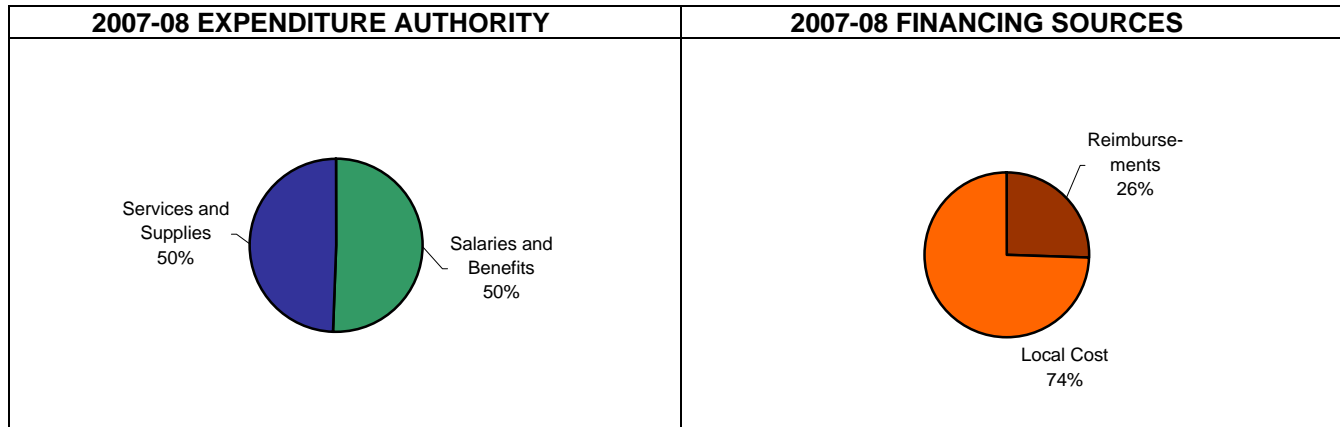 2007-08 EXPENDITURE AUTHORITY
2007-08 FINANCING SOURCES
Services and
Supplies
50%
Salaries and
Benefits
50%
Reimburse-
ments
26%
Local Cost
74%